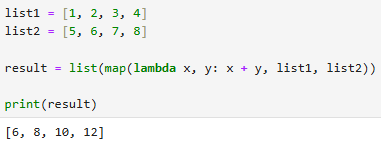 list1 = [1, 2, 3, 4]
list2 = [5, 6, 7, 8]
result = list(map(lambda x, y: x + y, list1, list2))
print(result)
[6, 8, 10, 12]